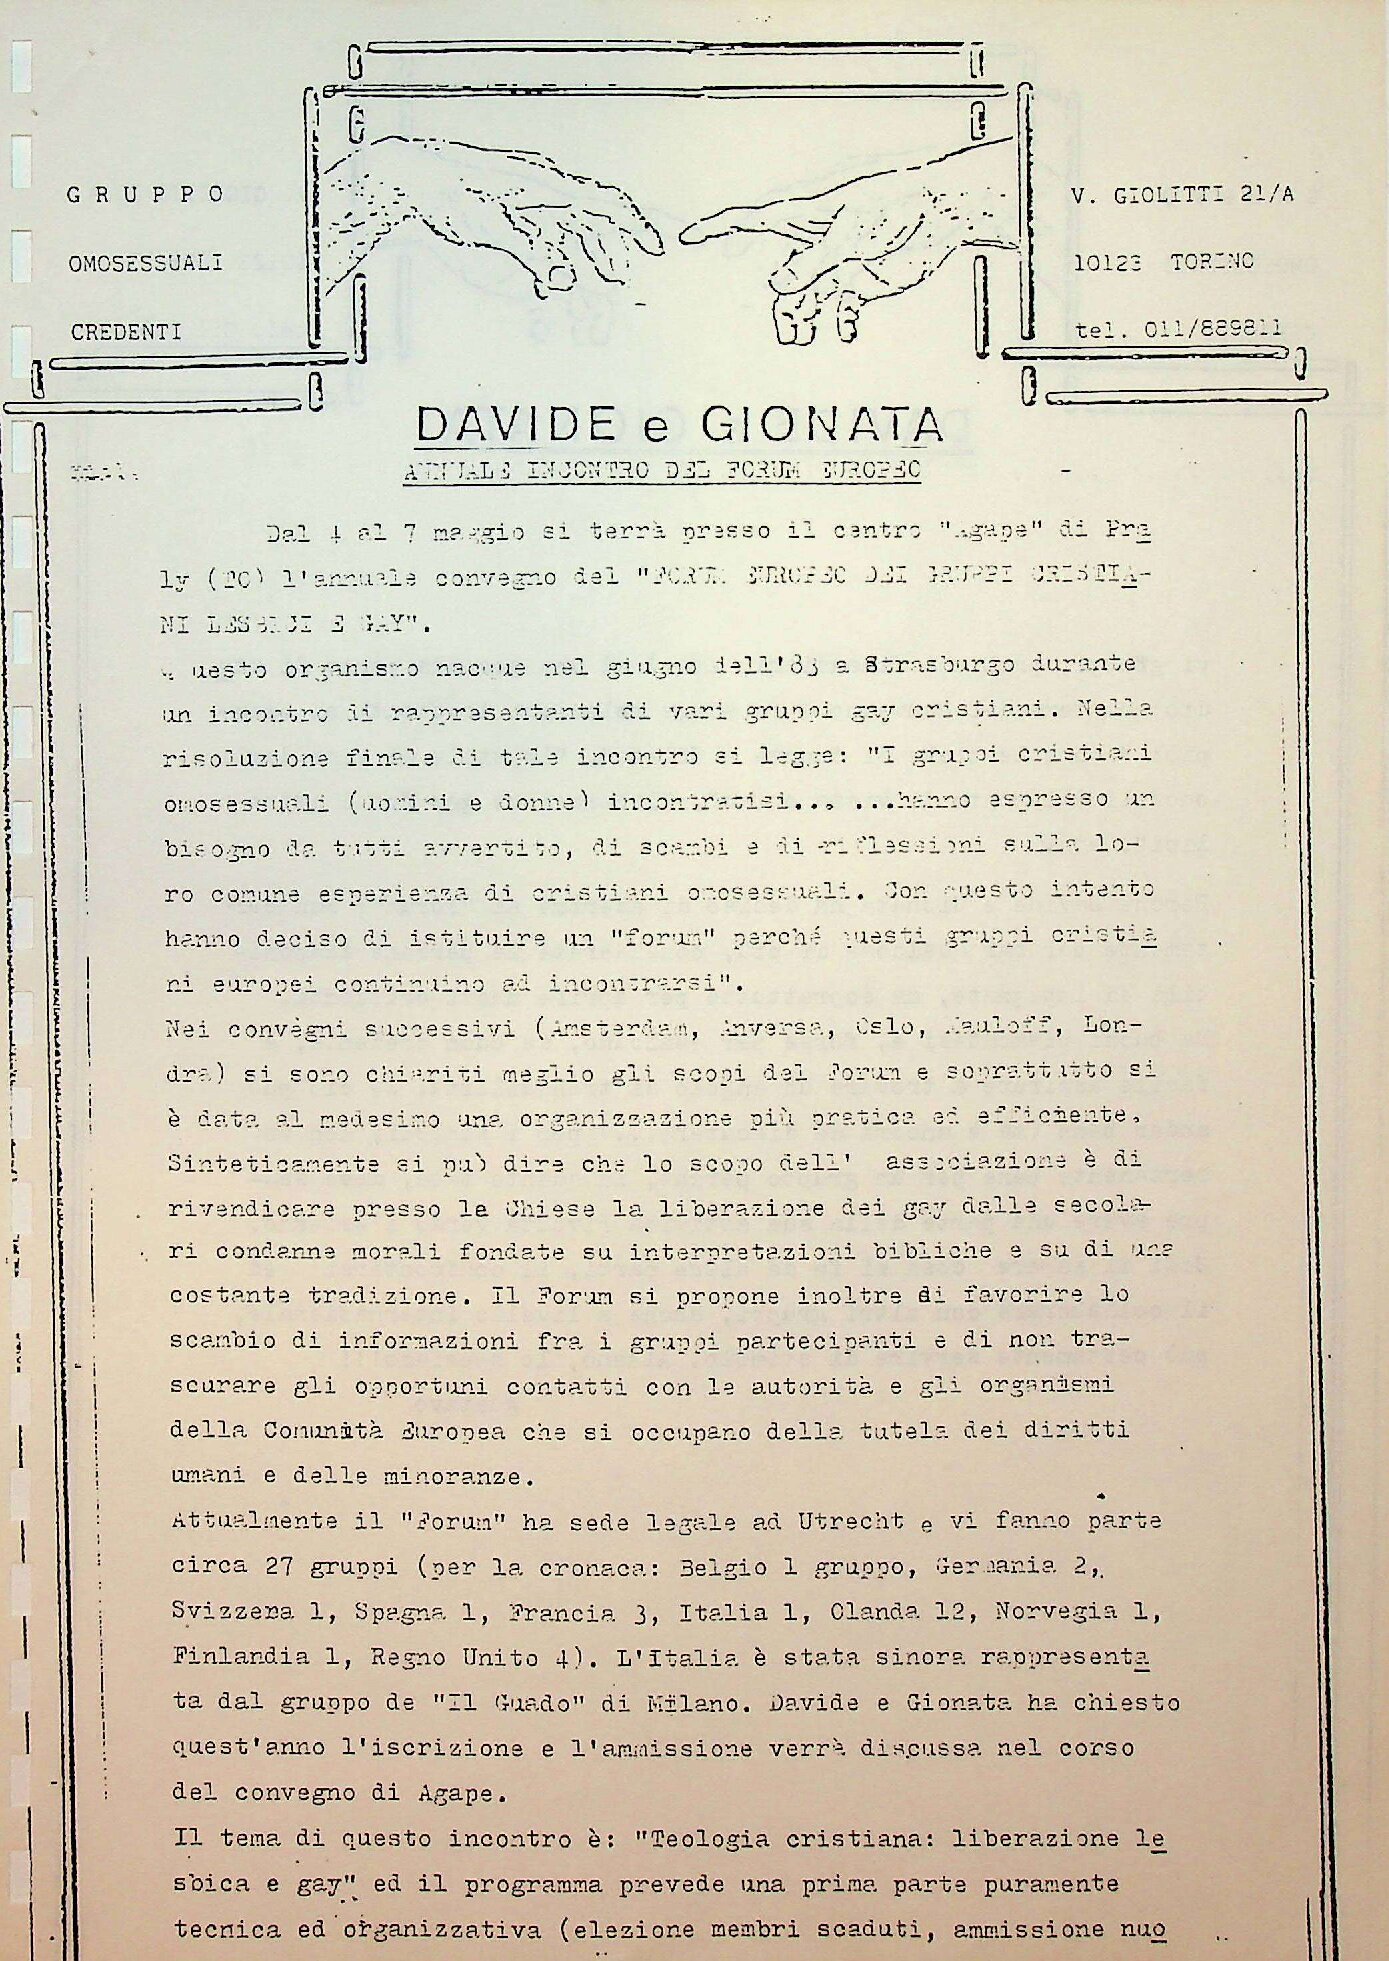 GRUPPO
OMOSESSUALI
CREDENTI
V. GIOLITTI 21/A
10123 TORINO
tel. 011/889811
DAVIDE e GIONATA
ANNUALE INCONTRO DEL FORUM EUROPEO
Dal 4 al 7 maggio si terrà presso il centro "Agape" di Pra
ly (TO) l'annuale convegno del "FORUM EUROPEO DEI GRUPPI CRISTIA-
NI LESBICI E GAY".
Questo organismo nacque nel giugno dell'83 a Strasburgo durante
un incontro di rappresentanti di vari gruppi gay cristiani. Nella
risoluzione finale di tale incontro si legge: "I gruppi cristiani
omosessuali (uomini e donne) incontratisi... ...hanno espresso un
bisogno da tutti avvertito, di scambi e di riflessioni sulla lo-
ro comune esperienza di cristiani omosessuali. Con questo intento
hanno deciso di istituire un "forum" perché questi gruppi cristia
ni europei continuino ad incontrarsi".
Nei convègni successivi (Amsterdam, Anversa, Oslo, Lon-
dra) si sono chiariti meglio gli scopi del Forum e soprattutto si
è data al medesimo una organizzazione più pratica ed efficiente.
Sinteticamente si può dire che lo scopo dell' associazione è di
rivendicare presso le Chiese la liberazione dei gay dalle secola-
ri condanne morali fondate su interpretazioni bibliche e su di una
costante tradizione. Il Forum si propone inoltre di favorire lo
scambio di informazioni fra i gruppi partecipanti e di non tra-
scurare gli opportuni contatti con le autorità e gli organismi
della Comunità Europea che si occupano della tutela dei diritti
umani e delle minoranze.
Attualmente il "Forum" ha sede legale ad Utrecht e vi fanno parte
circa 27 gruppi (per la cronaca: Belgio 1 gruppo, Germania 2,
Svizzera 1, Spagna 1, Francia 3, Italia 1, Olanda 12, Norvegia 1,
Finlandia 1, Regno Unito 4). L'Italia è stata sinora rappresenta
ta dal gruppo de "Il Guado" di Milano. Davide e Gionata ha chiesto
quest'anno l'iscrizione e l'ammissione verrà discussa nel corso
del convegno di Agape.
Il tema di questo incontro è: "Teologia cristiana: liberazione le
sbica e gay" ed il programma prevede una prima parte puramente
tecnica ed organizzativa (elezione membri scaduti, ammissione nuo